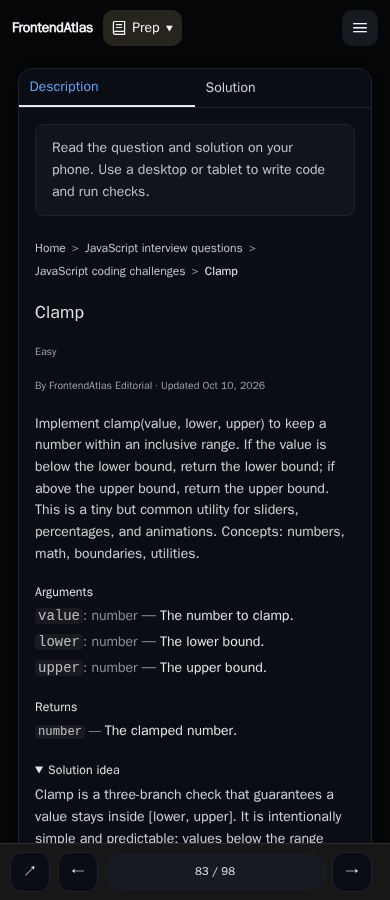 FrontendAtlas
Prep ▼
Description
Solution
Read the question and solution on your
phone. Use a desktop or tablet to write code
and run checks.
Home > JavaScript interview questions >
JavaScript coding challenges > Clamp
Clamp
Easy
By FrontendAtlas Editorial · Updated Oct 10, 2026
Implement clamp(value, lower, upper) to keep a
number within an inclusive range. If the value is
below the lower bound, return the lower bound; if
above the upper bound, return the upper bound.
This is a tiny but common utility for sliders,
percentages, and animations. Concepts: numbers,
math, boundaries, utilities.
Arguments
value: number — The number to clamp.
lower: number — The lower bound.
upper: number — The upper bound.
Returns
number — The clamped number.
▼ Solution idea
Clamp is a three-branch check that guarantees a
value stays inside [lower, upper]. It is intentionally
simple and predictable: values below the range
↗ ← 83 / 98 →